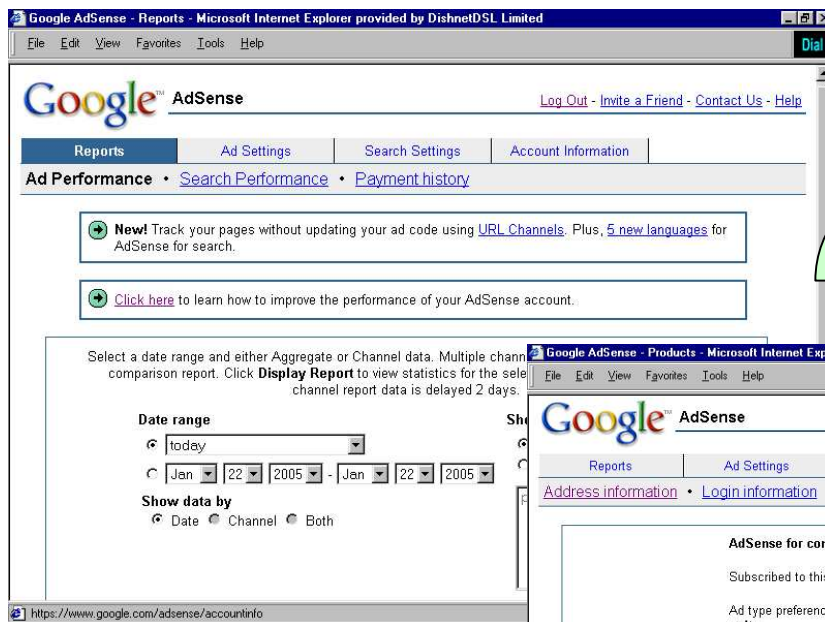 Google AdSense - Reports - Microsoft Internet Explorer provided by DishnetDSL Limited
File Edit View Favorites Tools Help
Dial
Google™ AdSense
Log Out - Invite a Friend - Contact Us - Help
Reports Ad Settings Search Settings Account Information
Ad Performance • Search Performance • Payment history
New! Track your pages without updating your ad code using URL Channels. Plus, 5 new languages for
AdSense for search.
Click here to learn how to improve the performance of your AdSense account.
Select a date range and either Aggregate or Channel data. Multiple chann
comparison report. Click Display Report to view statistics for the sele
channel report data is delayed 2 days.
Date range
today
Jan 22 2005 - Jan 22 2005
Show data by
Date Channel Both
https://www.google.com/adsense/accountinfo
Google AdSense - Products - Microsoft Internet Exp
File Edit View Favorites Tools Help
Google™ AdSense
Reports Ad Settings
Address information • Login information
AdSense for co
Subscribed to this
Ad type preferenc